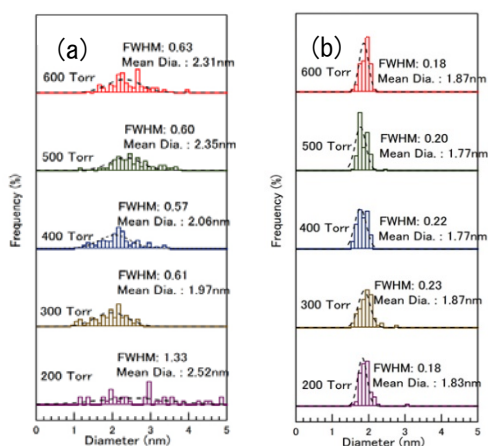 (a)
FWHM: 0.63
Mean Dia. : 2.31nm
600 Torr
FWHM: 0.60
Mean Dia. : 2.35nm
500 Torr
FWHM: 0.57
Mean Dia. : 2.06nm
400 Torr
FWHM: 0.61
Mean Dia. : 1.97nm
300 Torr
FWHM: 1.33
Mean Dia. : 2.52nm
200 Torr
Frequency (%)
0 1 2 3 4 5
Diameter (nm)
(b)
FWHM: 0.18
Mean Dia. : 1.87nm
600 Torr
FWHM: 0.20
Mean Dia. : 1.77nm
500 Torr
FWHM: 0.22
Mean Dia. : 1.77nm
400 Torr
FWHM: 0.23
Mean Dia. : 1.87nm
300 Torr
FWHM: 0.18
Mean Dia. : 1.83nm
200 Torr
Frequency (%)
0 1 2 3 4 5
Diameter (nm)